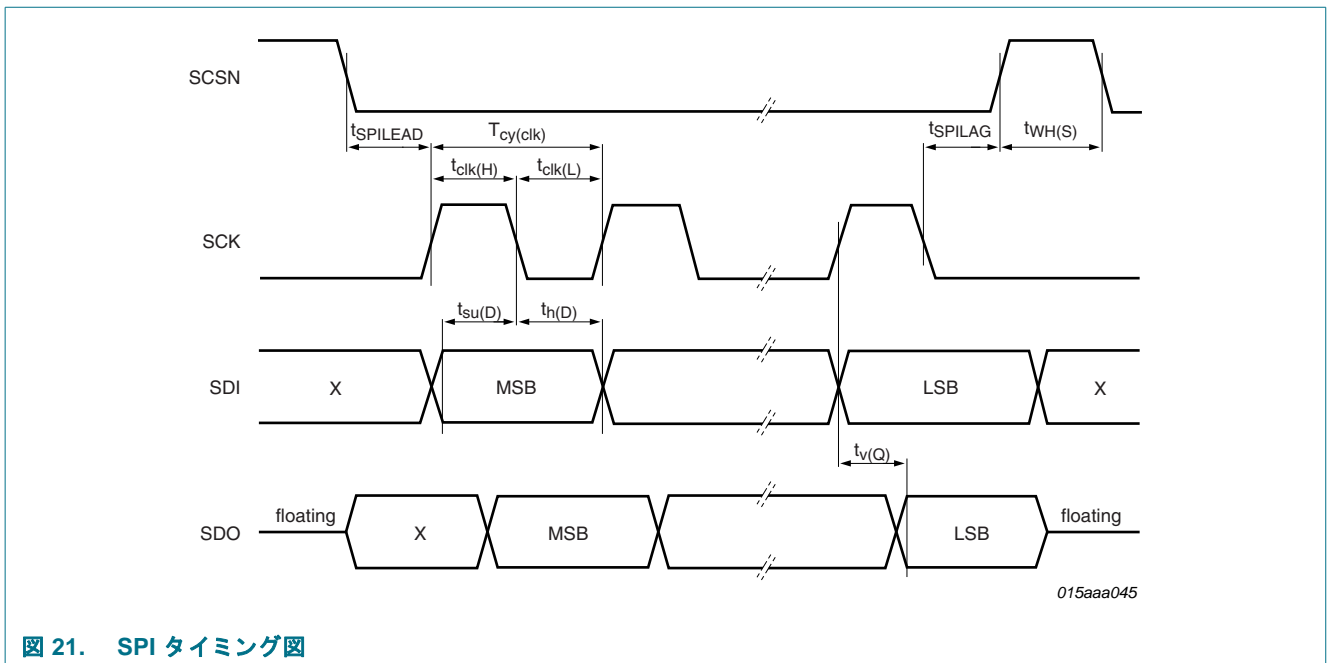 SCSN
tSPILEAD
Tcy(clk)
tSPILAG
tWH(S)
tclk(H)
tclk(L)
SCK
tsu(D)
th(D)
SDI
X
MSB
LSB
X
tv(Q)
SDO
floating
X
MSB
LSB
floating
015aaa045
図 21. SPI タイミング図